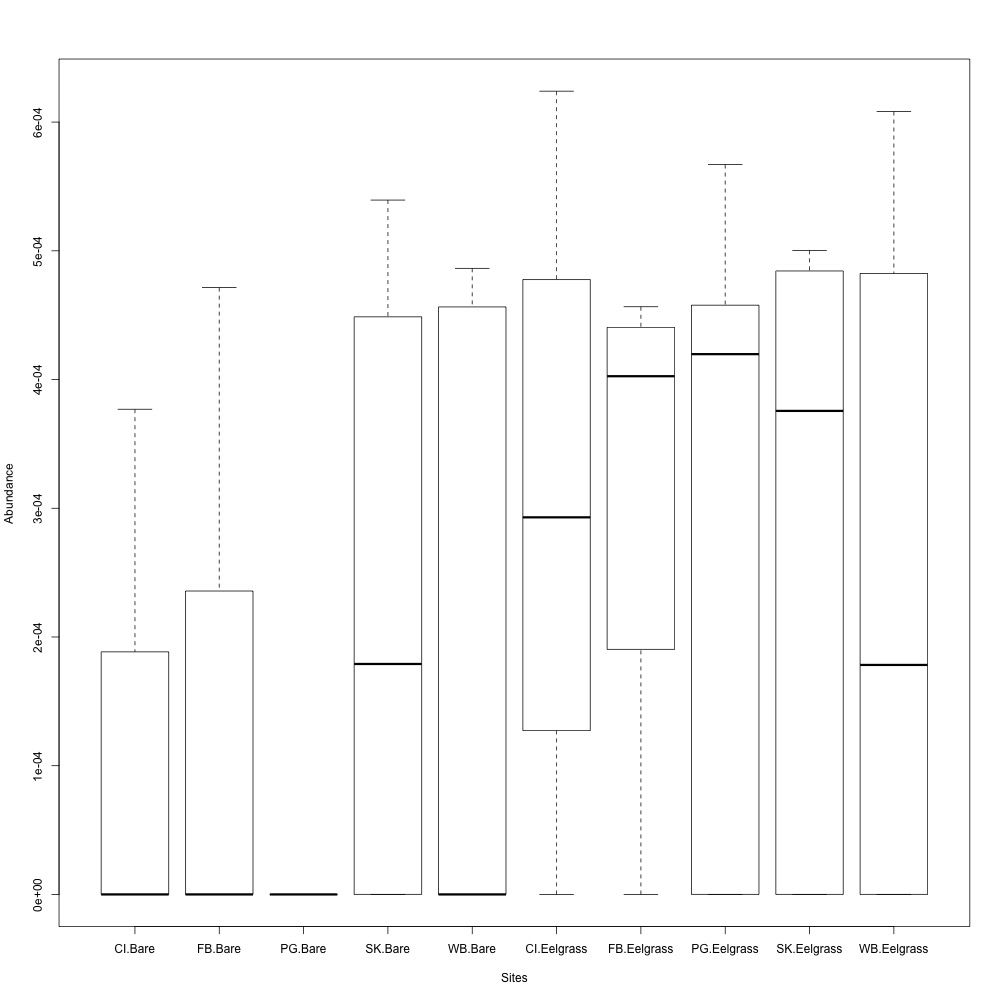 6e-04
5e-04
4e-04
3e-04
2e-04
1e-04
0e+00
Abundance
CI.Bare FB.Bare PG.Bare SK.Bare WB.Bare CI.Eelgrass FB.Eelgrass PG.Eelgrass SK.Eelgrass WB.Eelgrass
Sites